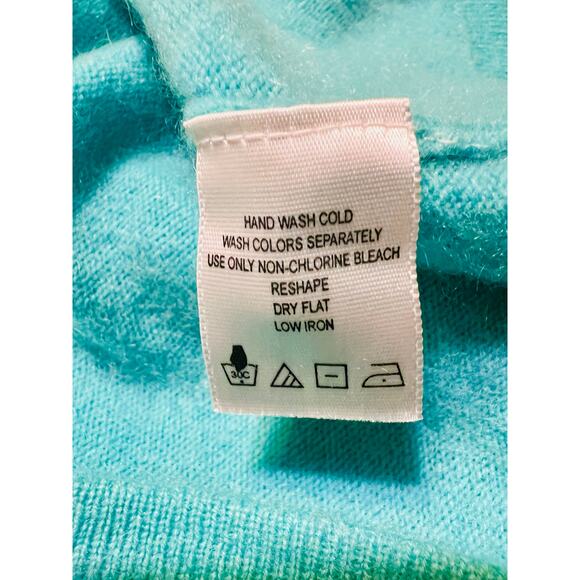 HAND WASH COLD
WASH COLORS SEPARATELY
USE ONLY NON-CHLORINE BLEACH
RESHAPE
DRY FLAT
LOW IRON
30C